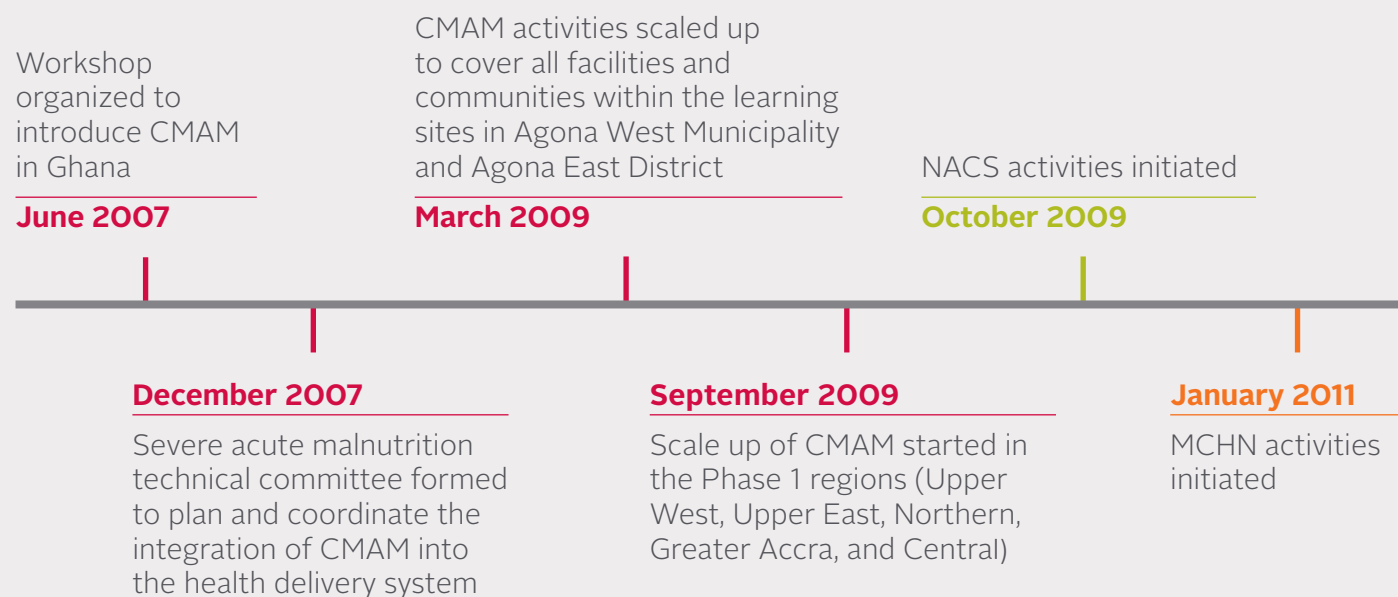 Workshop
organized to
introduce CMAM
in Ghana
June 2007
CMAM activities scaled up
to cover all facilities and
communities within the learning
sites in Agona West Municipality
and Agona East District
March 2009
NACS activities initiated
October 2009
December 2007
Severe acute malnutrition
technical committee formed
to plan and coordinate the
integration of CMAM into
the health delivery system
September 2009
Scale up of CMAM started in
the Phase 1 regions (Upper
West, Upper East, Northern,
Greater Accra, and Central)
January 2011
MCHN activities
initiated